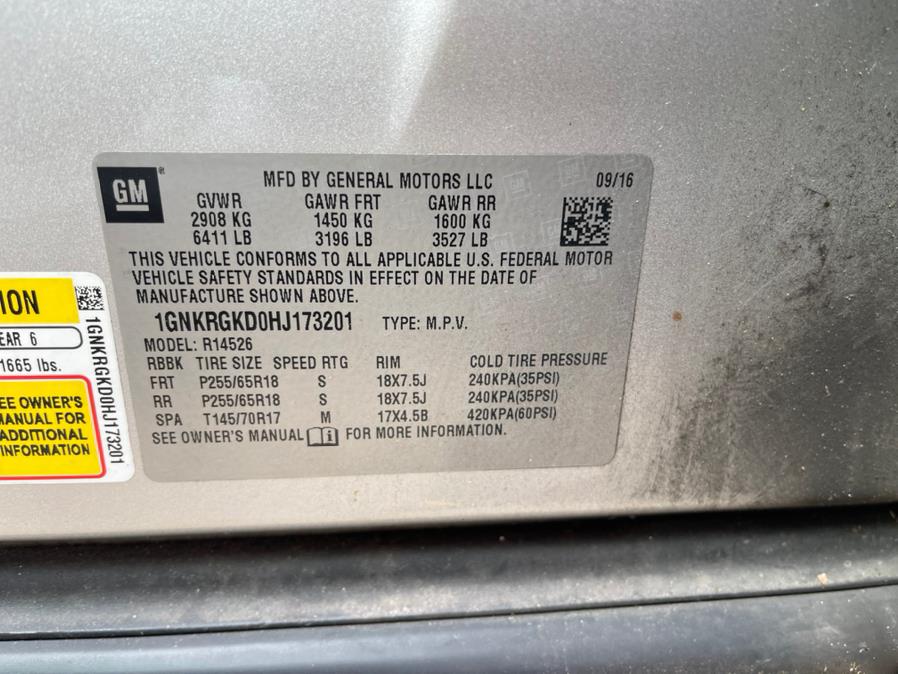 GM
MFD BY GENERAL MOTORS LLC 09/16
GVWR GAWR FRT GAWR RR
2908 KG 1450 KG 1600 KG
6411 LB 3196 LB 3527 LB
THIS VEHICLE CONFORMS TO ALL APPLICABLE U.S. FEDERAL MOTOR
VEHICLE SAFETY STANDARDS IN EFFECT ON THE DATE OF
MANUFACTURE SHOWN ABOVE.
1GNKRGKD0HJ173201 TYPE: M.P.V.
MODEL: R14526
RBBK TIRE SIZE SPEED RTG RIM COLD TIRE PRESSURE
FRT P255/65R18 S 18X7.5J 240KPA(35PSI)
RR P255/65R18 S 18X7.5J 240KPA(35PSI)
SPA T145/70R17 M 17X4.5B 420KPA(60PSI)
SEE OWNER'S MANUAL FOR MORE INFORMATION.
ION
EAR 6
1665 lbs.
EE OWNER'S
MANUAL FOR
ADDITIONAL
INFORMATION
1GNKRGKD0HJ173201